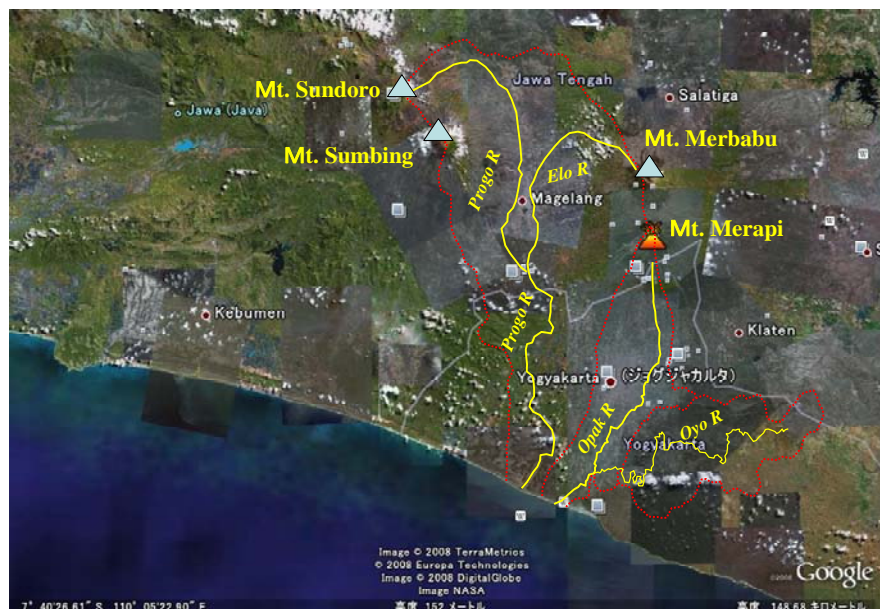 Jawa Tengah
Mt. Sundoro
Salatiga
Jawa (Java)
Mt. Sumbing
Mt. Merbabu
Progo R
Elo R
Magelang
Mt. Merapi
Progo R
Kebumen
Klaten
Yogyakarta (ジョグジャカルタ)
Opak R
Oyo R
Yogyakarta
Image © 2008 TerraMetrics
© 2008 Europa Technologies
Image © 2008 DigitalGlobe
Image NASA
©2008 Google
7° 40'26.61" S 110° 05'22.90" E 高度 152 メートル 高度 148.68 キロメートル